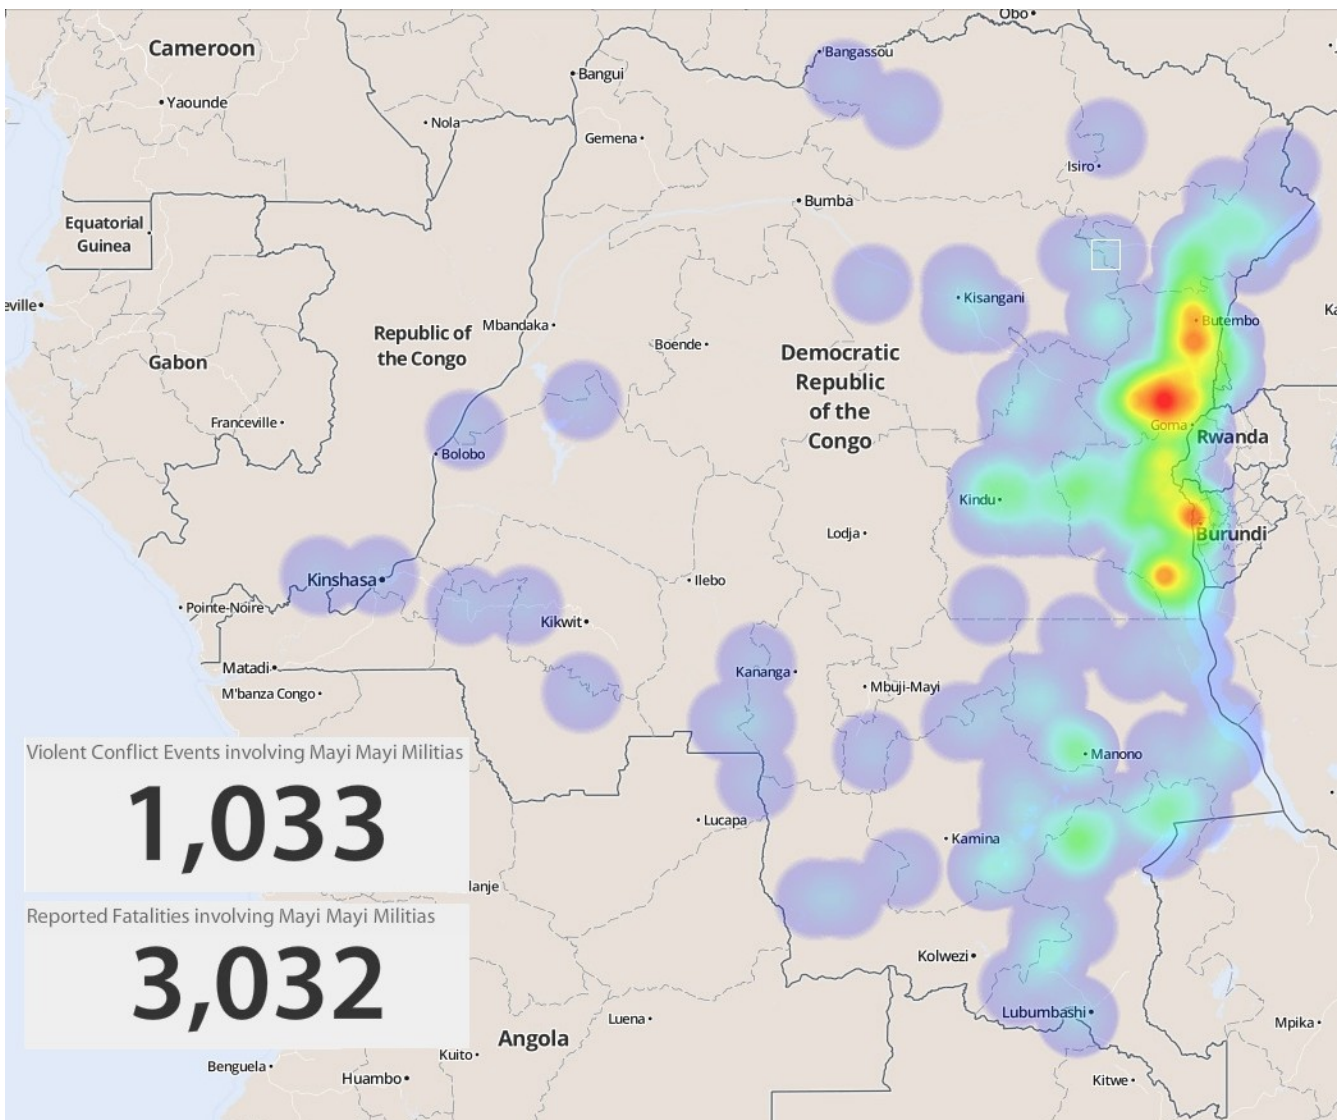 Obo
Cameroon
Bangassou
Bangui
Yaounde
Nola
Gemena
Isiro
Bumba
Equatorial
Guinea
Kisangani
eville
Butembo
Republic of
the Congo
Mbandaka
Boende
Democratic
Republic
of the
Congo
Gabon
Franceville
Goma
Rwanda
Bolobo
Kindu
Lodja
Burundi
Kinshasa
Ilebo
Pointe-Noire
Kikwit
Matadi
Kananga
Mbuji-Mayi
M'banza Congo
Violent Conflict Events involving Mayi Mayi Militias
1,033
Manono
Lucapa
Kamina
lanje
Reported Fatalities involving Mayi Mayi Militias
3,032
Kolwezi
Lubumbashi
Luena
Angola
Mpika
Kuito
Benguela
Huambo
Kitwe